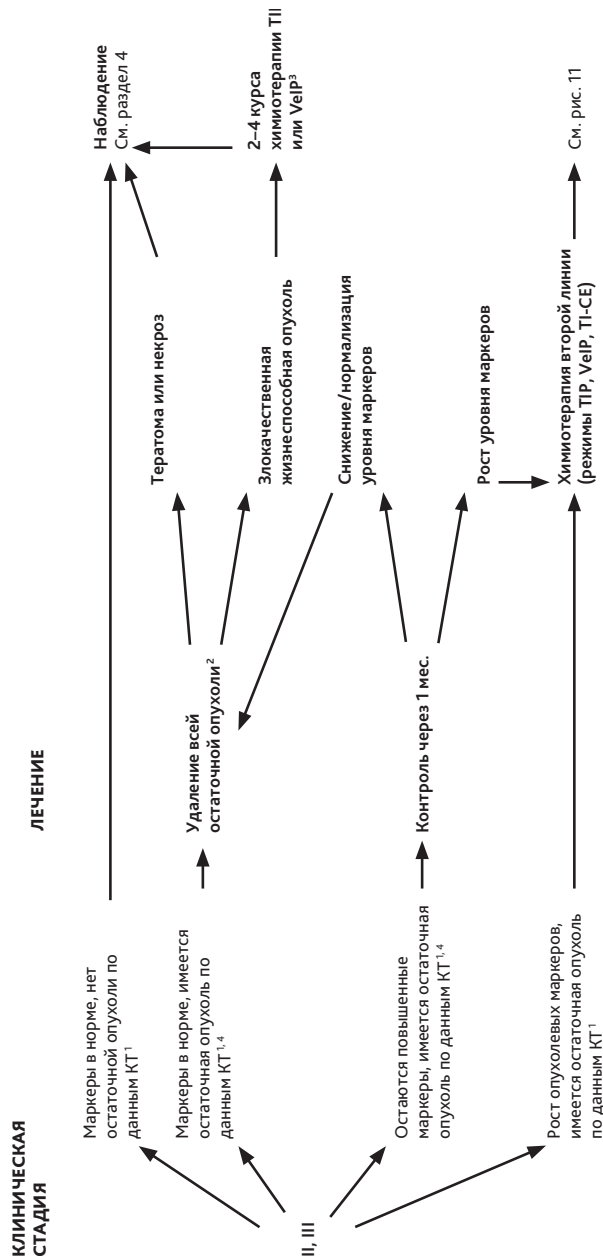 КЛИНИЧЕСКАЯ
СТАДИЯ
ЛЕЧЕНИЕ
II, III
Маркеры в норме, нет
остаточной опухоли по
данным КТ¹
Маркеры в норме, имеется
остаточная опухоль по
данным КТ¹,⁴
Остаются повышенные
маркеры, имеется остаточная
опухоль по данным КТ¹,⁴
Рост опухолевых маркеров,
имеется остаточная опухоль
по данным КТ¹
Удаление всей
остаточной опухоли²
Контроль через 1 мес.
Тератома или некроз
Злокачественная
жизнеспособная опухоль
Снижение/нормализация
уровня маркеров
Рост уровня маркеров
Химиотерапия второй линии
(режимы TIP, VeIP, TI-CE)
Наблюдение
См. раздел 4
2–4 курса
химиотерапии TII
или VeIP³
См. рис. 11